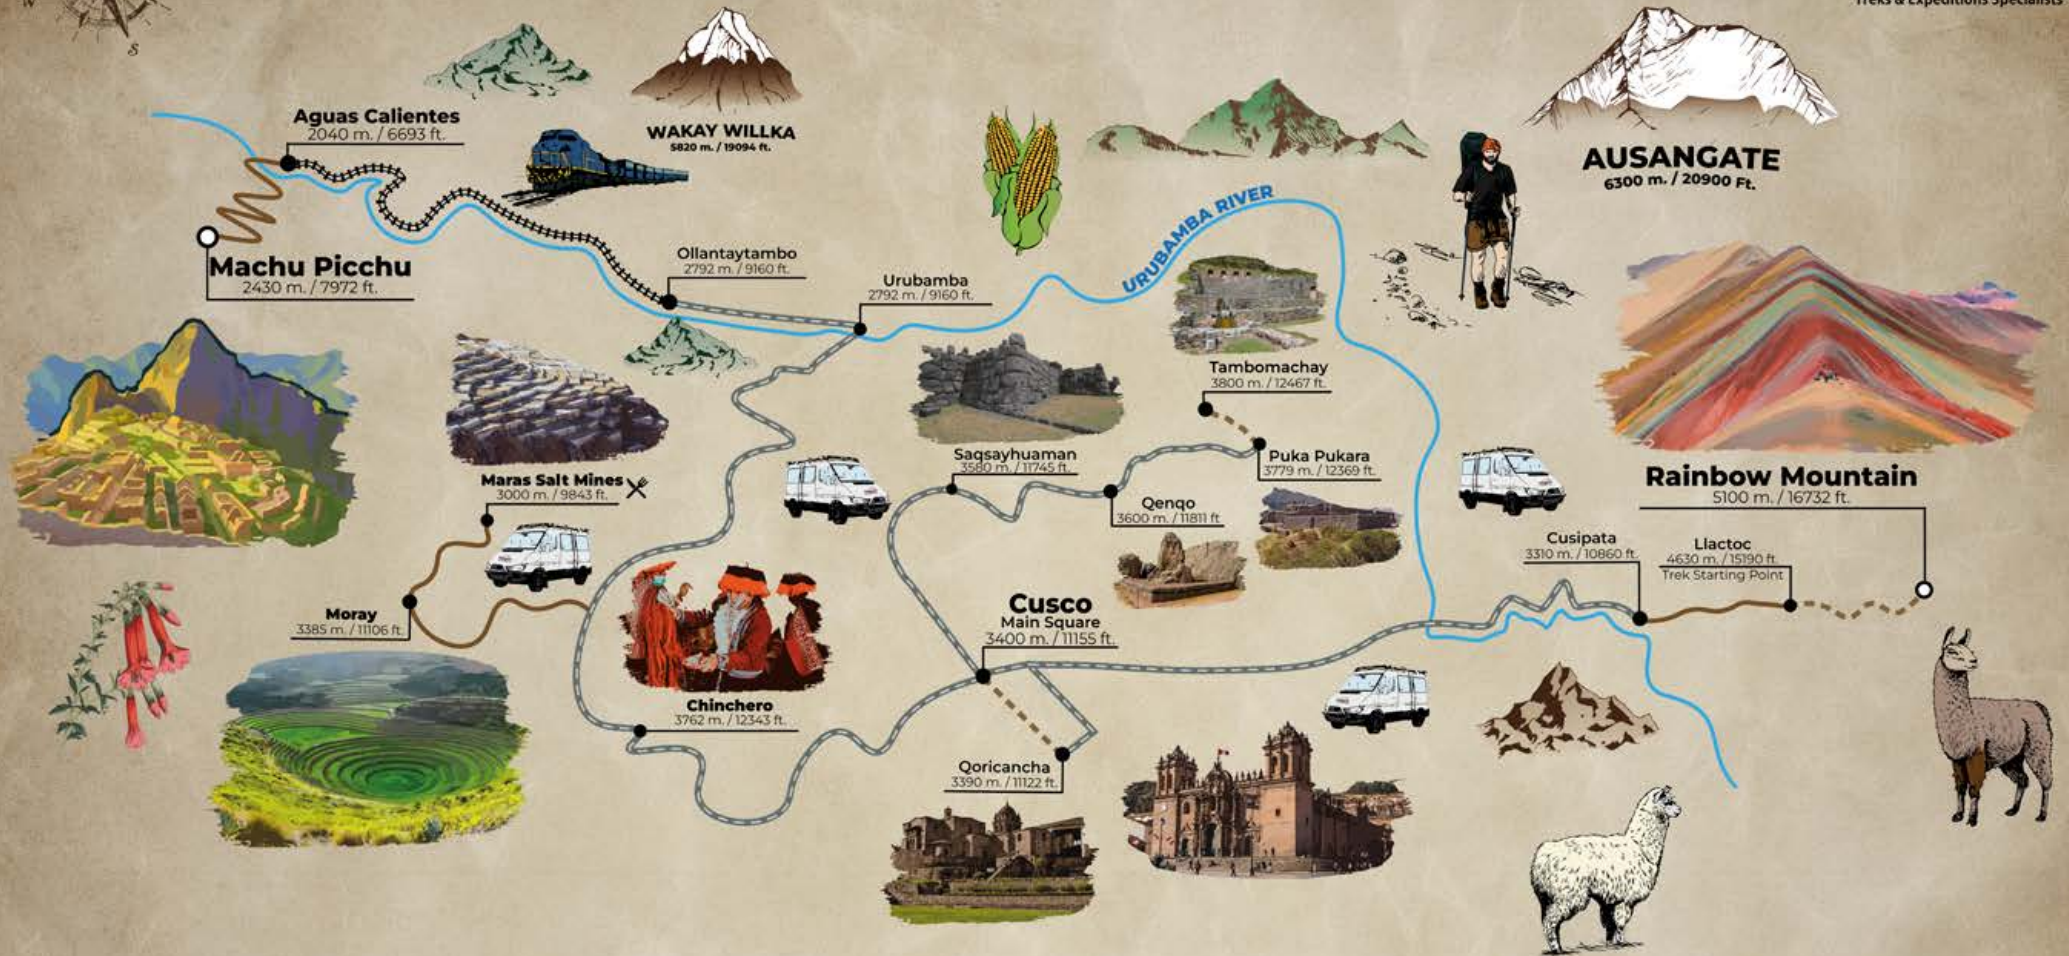 Treks & Expeditions Specialists
S
Aguas Calientes
2040 m. / 6693 ft.
WAKAY WILLKA
5820 m. / 19094 ft.
AUSANGATE
6300 m. / 20900 Ft.
URUBAMBA RIVER
Machu Picchu
2430 m. / 7972 ft.
Ollantaytambo
2792 m. / 9160 ft.
Urubamba
2792 m. / 9160 ft.
Tambomachay
3800 m. / 12467 ft.
Saqsayhuaman
3580 m. / 11745 ft.
Puka Pukara
3779 m. / 12369 ft.
Maras Salt Mines
3000 m. / 9843 ft.
Qenqo
3600 m. / 11811 ft
Rainbow Mountain
5100 m. / 16732 ft.
Cusipata
3310 m. / 10860 ft.
Llactoc
4630 m. / 15190 ft.
Trek Starting Point
Moray
3385 m. / 11106 ft.
Cusco
Main Square
3400 m. / 11155 ft.
Chinchero
3762 m. / 12343 ft.
Qoricancha
3390 m. / 11122 ft.